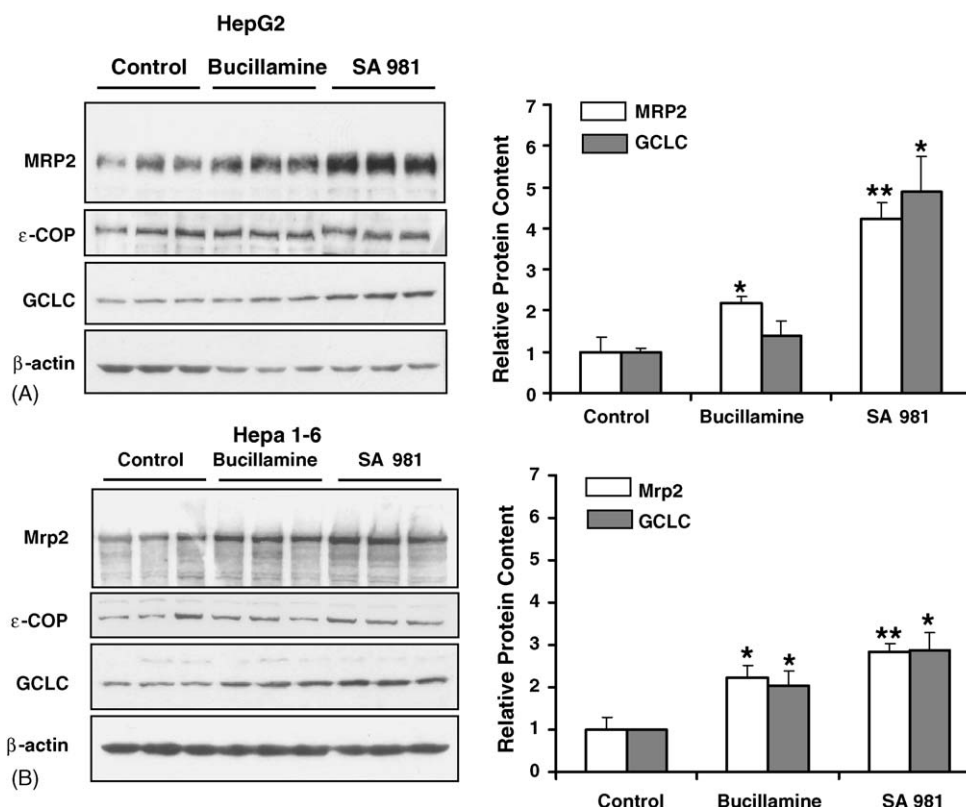 HepG2
Control Bucillamine SA 981
MRP2
ε-COP
GCLC
β-actin
(A)
MRP2
GCLC
Relative Protein Content
7
6
5
4
3
2
1
0
*
**
*
Control Bucillamine SA 981
Hepa 1-6
Control Bucillamine SA 981
Mrp2
ε-COP
GCLC
β-actin
(B)
Mrp2
GCLC
Relative Protein Content
7
6
5
4
3
2
1
0
*
*
**
*
Control Bucillamine SA 981